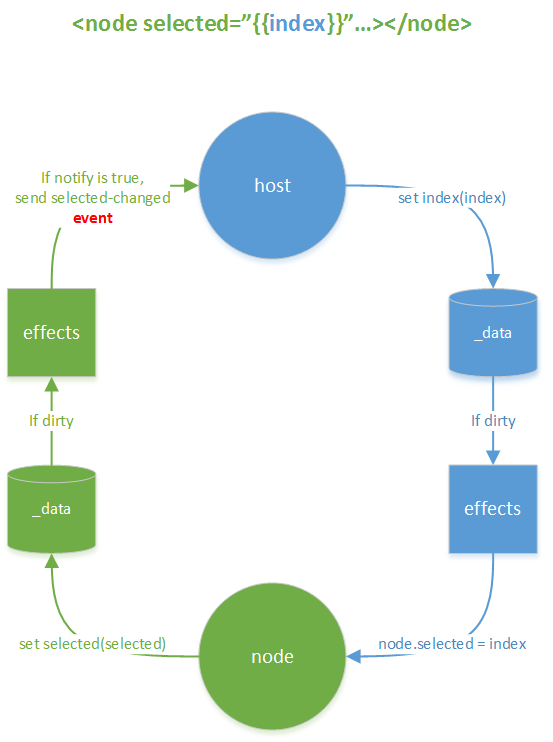 <node selected=”{{index}}”...></node>
If notify is true,
send selected-changed
event
host
set index(index)
_data
If dirty
effects
node.selected = index
node
set selected(selected)
_data
If dirty
effects